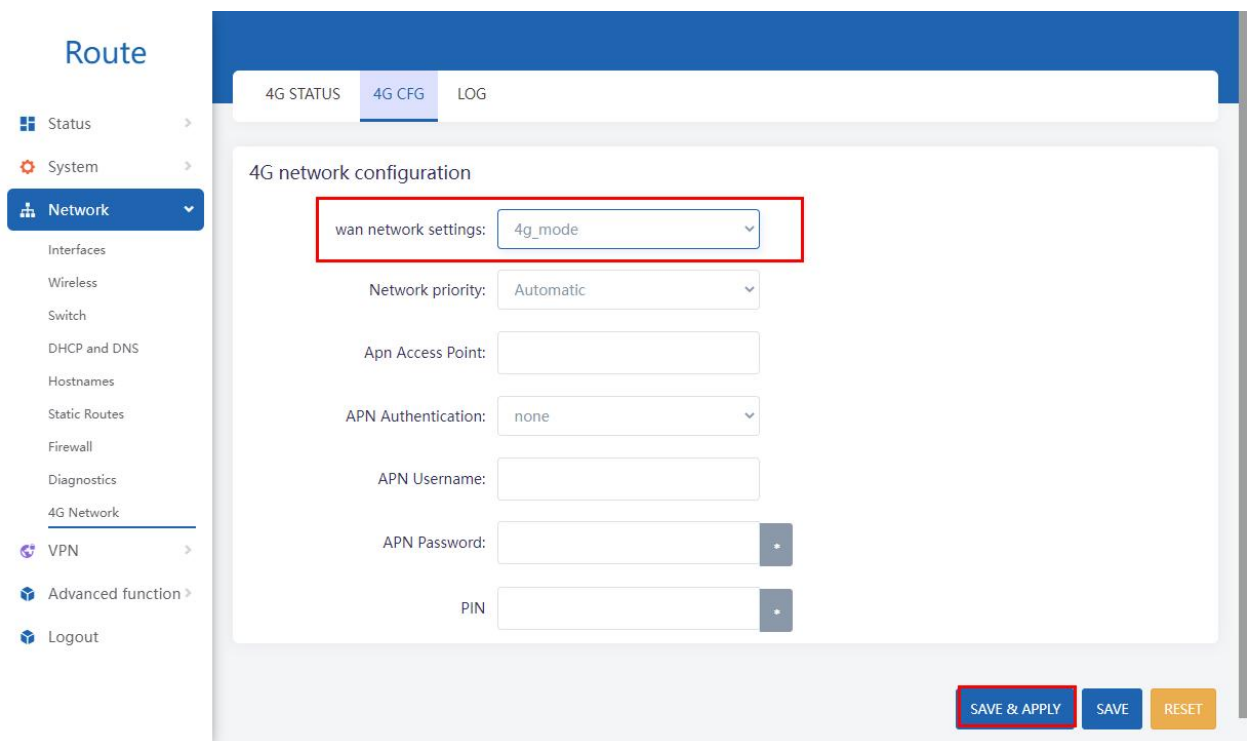 Route
Status
System
Network
Interfaces
Wireless
Switch
DHCP and DNS
Hostnames
Static Routes
Firewall
Diagnostics
4G Network
VPN
Advanced function
Logout
4G STATUS 4G CFG LOG
4G network configuration
wan network settings: 4g_mode
Network priority: Automatic
Apn Access Point:
APN Authentication: none
APN Username:
APN Password: *
PIN *
SAVE & APPLY SAVE RESET